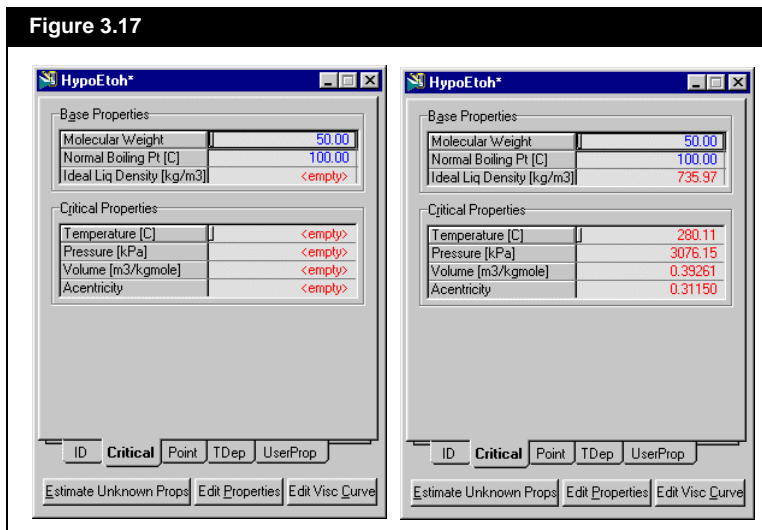 Figure 3.17
HypoEtoh*
Base Properties
Molecular Weight 50.00
Normal Boiling Pt [C] 100.00
Ideal Liq Density [kg/m3] <empty>
Critical Properties
Temperature [C] <empty>
Pressure [kPa] <empty>
Volume [m3/kgmole] <empty>
Acentricity <empty>
ID Critical Point TDep UserProp
Estimate Unknown Props Edit Properties Edit Visc Curve
HypoEtoh*
Base Properties
Molecular Weight 50.00
Normal Boiling Pt [C] 100.00
Ideal Liq Density [kg/m3] 735.97
Critical Properties
Temperature [C] 280.11
Pressure [kPa] 3076.15
Volume [m3/kgmole] 0.39261
Acentricity 0.31150
ID Critical Point TDep UserProp
Estimate Unknown Props Edit Properties Edit Visc Curve